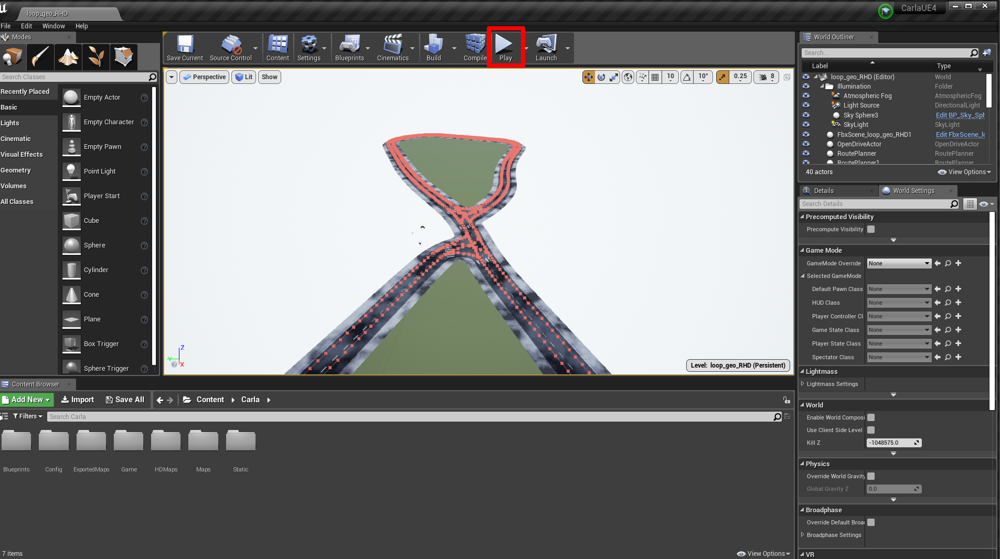 loop_geo_RHD
CarlaUE4
File Edit Window Help
Modes
Search Classes
Recently Placed
Basic
Lights
Cinematic
Visual Effects
Geometry
Volumes
All Classes
Empty Actor
Empty Character
Empty Pawn
Point Light
Player Start
Cube
Sphere
Cylinder
Cone
Plane
Box Trigger
Sphere Trigger
Save Current Source Control Content Settings Blueprints Cinematics Build Compile Play Launch
Perspective Lit Show
10 10° 0.25 8
Z
Y
X
Level: loop_geo_RHD (Persistent)
World Outliner
Search...
Label Type
loop_geo_RHD (Editor) World
Illumination Folder
Atmospheric Fog AtmosphericFog
Light Source DirectionalLight
Sky Sphere3 Edit BP_Sky_Sph
SkyLight SkyLight
FbxScene_loop_geo_RHD1 Edit FbxScene_lo
OpenDriveActor OpenDriveActor
RoutePlanner RoutePlanner
RoutePlanner1 RoutePlanner
40 actors View Options
Details World Settings
Search Details
Precomputed Visibility
Precompute Visibility
Game Mode
GameMode Override None
Selected GameMode
Default Pawn Class None
HUD Class None
Player Controller Cl None
Game State Class None
Player State Class None
Spectator Class None
Lightmass
Lightmass Settings
World
Enable World Composi
Use Client Side Level
Kill Z -1048575.0
Physics
Override World Gravity
Global Gravity Z 0.0
Broadphase
Override Default Broad
Broadphase Settings
VR
Content Browser
Add New Import Save All Content Carla
Filters Search Carla
Blueprints Config ExportedMaps Game HDMaps Maps Static
7 items View Options